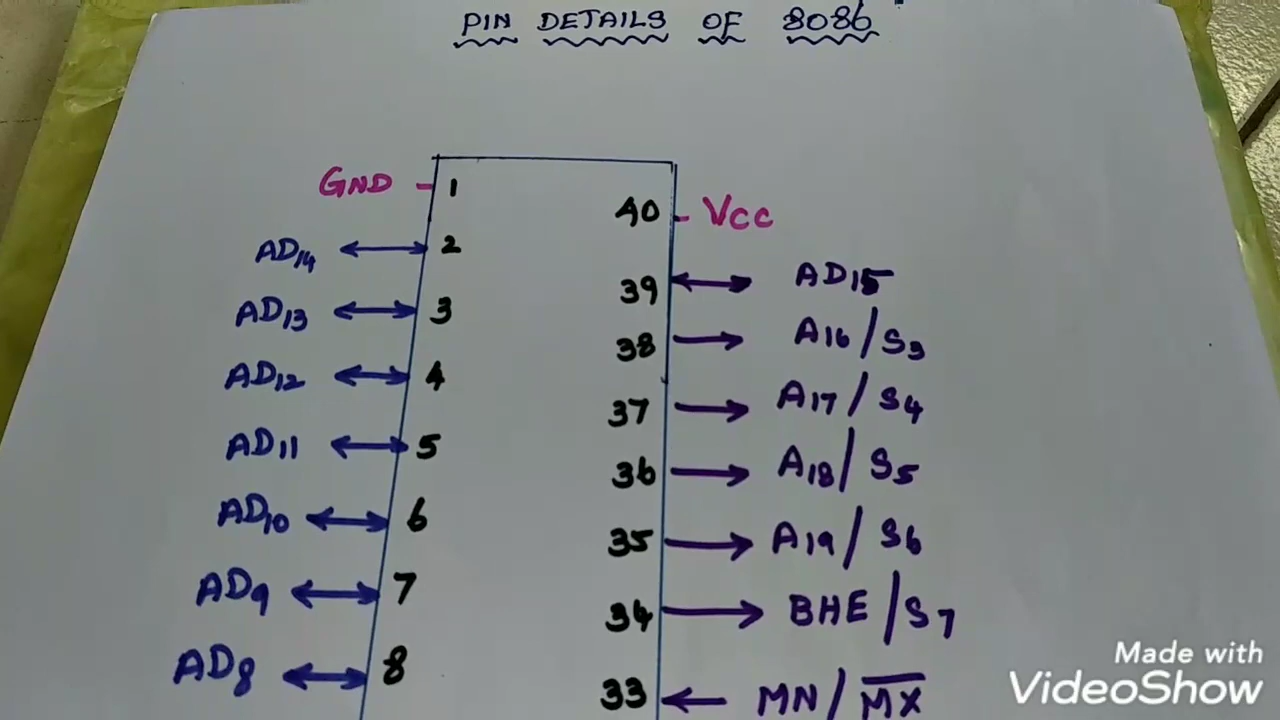 PIN DETAILS OF 8086
GND 1
40 Vcc
AD14 2
39 AD15
AD13 3
38 A16/S3
AD12 4
37 A17/S4
AD11 5
36 A18/S5
AD10 6
35 A19/S6
AD9 7
34 BHE/S7
AD8 8
33 MN/M̅X̅
Made with
VideoShow